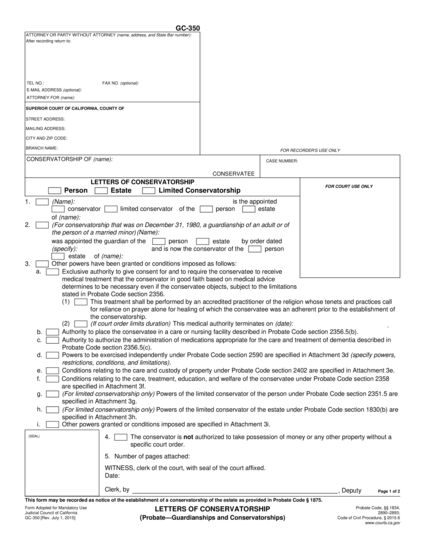 GC-350
ATTORNEY OR PARTY WITHOUT ATTORNEY (name, address, and State Bar number)
After recording return to:
TEL NO.: FAX NO. (optional):
E-MAIL ADDRESS (optional):
ATTORNEY FOR (name):
SUPERIOR COURT OF CALIFORNIA, COUNTY OF
STREET ADDRESS:
MAILING ADDRESS:
CITY AND ZIP CODE:
BRANCH NAME:
FOR RECORDER'S USE ONLY
CONSERVATORSHIP OF (name):
CONSERVATEE
CASE NUMBER:
LETTERS OF CONSERVATORSHIP
Person Estate Limited Conservatorship
FOR COURT USE ONLY
1. (Name): is the appointed
conservator limited conservator of the person estate
of (name):
2. (For conservatorship that was on December 31, 1980, a guardianship of an adult or of
the person of a married minor) (Name):
was appointed the guardian of the person estate by order dated
(specify): and is now the conservator of the person
estate of (name):
3. Other powers have been granted or conditions imposed as follows:
a. Exclusive authority to give consent for and to require the conservatee to receive
medical treatment that the conservator in good faith based on medical advice
determines to be necessary even if the conservatee objects, subject to the limitations
stated in Probate Code section 2356.
(1) This treatment shall be performed by an accredited practitioner of the religion whose tenets and practices call
for reliance on prayer alone for healing of which the conservatee was an adherent prior to the establishment of
the conservatorship.
(2) (If court order limits duration) This medical authority terminates on (date): .
b. Authority to place the conservatee in a care or nursing facility described in Probate Code section 2356.5(b).
c. Authority to authorize the administration of medications appropriate for the care and treatment of dementia described in
Probate Code section 2356.5(c).
d. Powers to be exercised independently under Probate Code section 2590 are specified in Attachment 3d (specify powers,
restrictions, conditions, and limitations).
e. Conditions relating to the care and custody of property under Probate Code section 2402 are specified in Attachment 3e.
f. Conditions relating to the care, treatment, education, and welfare of the conservatee under Probate Code section 2358
are specified in Attachment 3f.
g. (For limited conservatorship only) Powers of the limited conservator of the person under Probate Code section 2351.5 are
specified in Attachment 3g.
h. (For limited conservatorship only) Powers of the limited conservator of the estate under Probate Code section 1830(b) are
specified in Attachment 3h.
i. Other powers granted or conditions imposed are specified in Attachment 3i.
(SEAL)
4. The conservator is not authorized to take possession of money or any other property without a
specific court order.
5. Number of pages attached:
WITNESS, clerk of the court, with seal of the court affixed.
Date:
Clerk, by , Deputy
Page 1 of 2
This form may be recorded as notice of the establishment of a conservatorship of the estate as provided in Probate Code § 1875.
Form Adopted for Mandatory Use
Judicial Council of California
GC-350 [Rev. July 1, 2015]
LETTERS OF CONSERVATORSHIP
(Probate—Guardianships and Conservatorships)
Probate Code, §§ 1834,
2890–2893;
Code of Civil Procedure, § 2015.6
www.courts.ca.gov